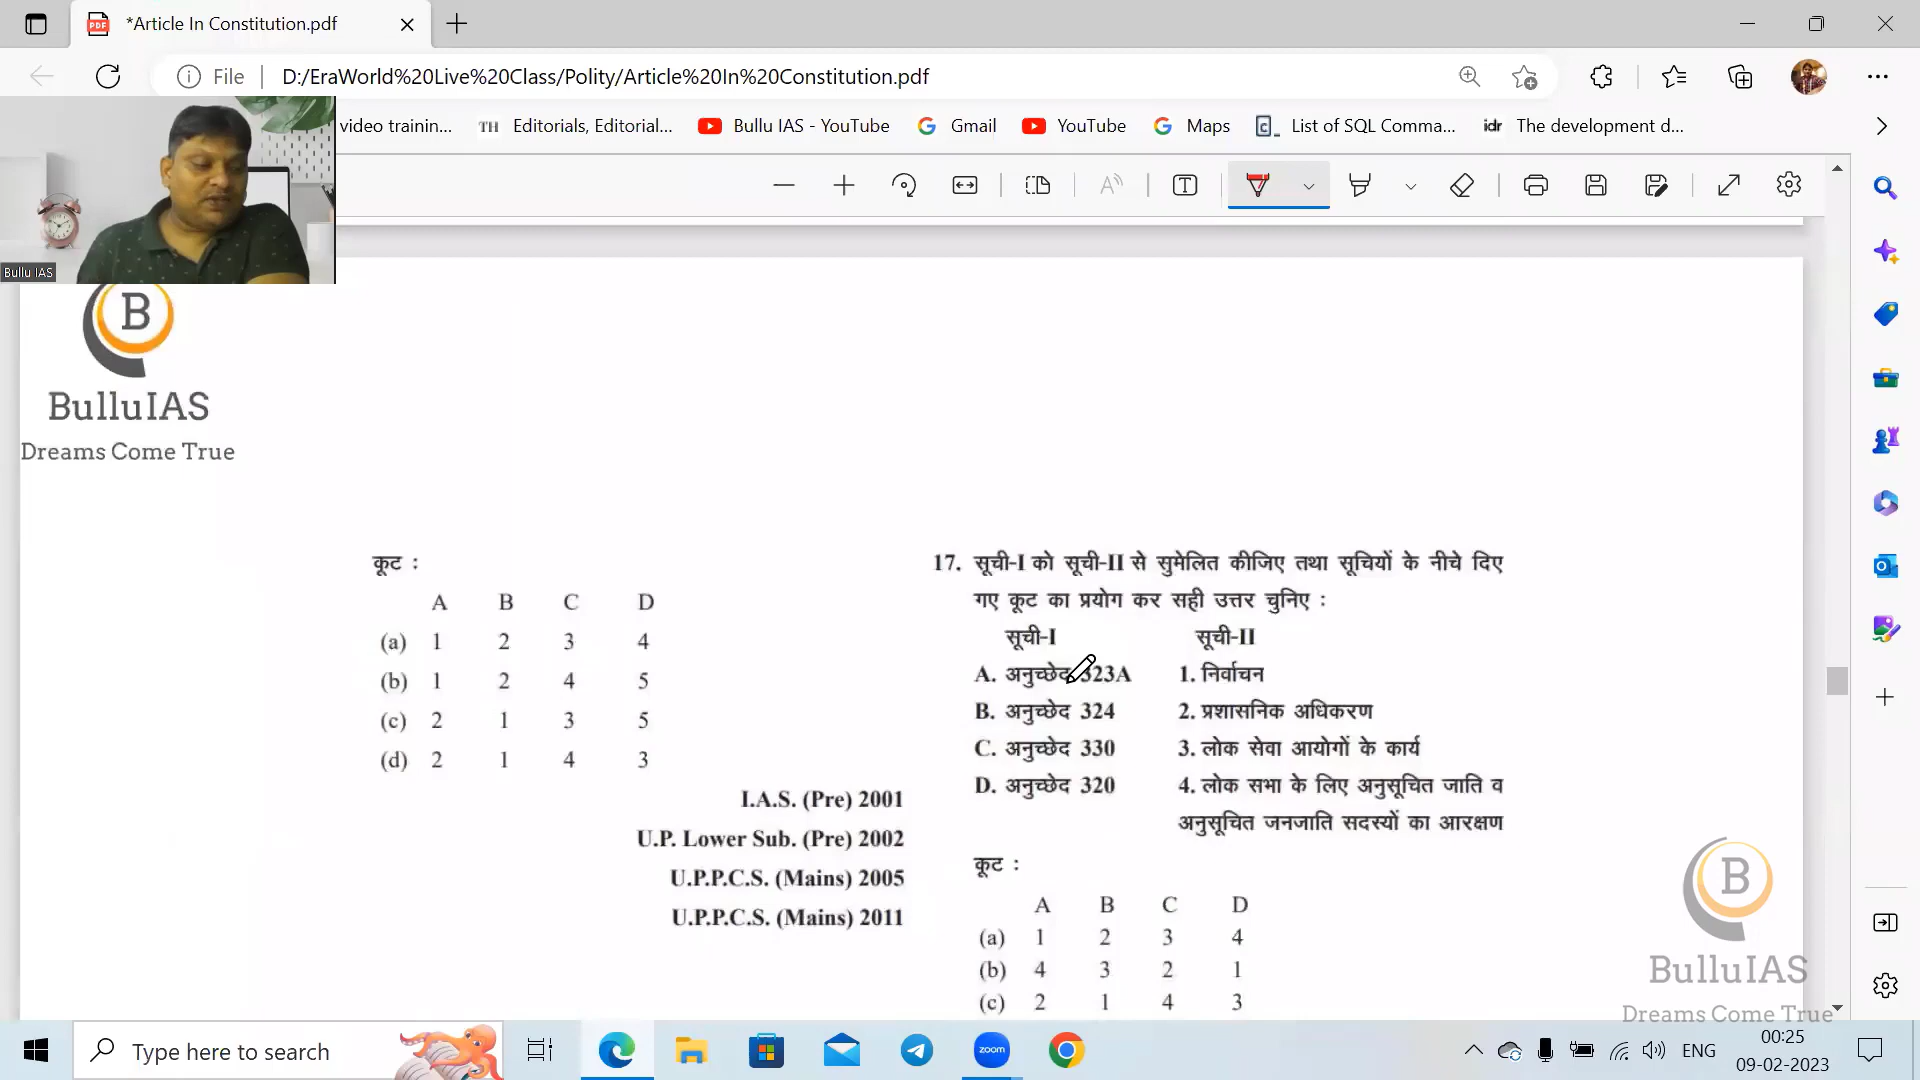 *Article In Constitution.pdf
File
D:/EraWorld%20Live%20Class/Polity/Article%20In%20Constitution.pdf
video trainin...
TH Editorials, Editorial...
Bullu IAS - YouTube
Gmail
YouTube
Maps
List of SQL Comma...
idr The development d...
Bullu IAS
B
BulluIAS
Dreams Come True
कूट :
A B C D
(a) 1 2 3 4
(b) 1 2 4 5
(c) 2 1 3 5
(d) 2 1 4 3
I.A.S. (Pre) 2001
U.P. Lower Sub. (Pre) 2002
U.P.P.C.S. (Mains) 2005
U.P.P.C.S. (Mains) 2011
17. सूची-I को सूची-II से सुमेलित कीजिए तथा सूचियों के नीचे दिए
गए कूट का प्रयोग कर सही उत्तर चुनिए :
सूची-I सूची-II
A. अनुच्छेद 323A 1. निर्वाचन
B. अनुच्छेद 324 2. प्रशासनिक अधिकरण
C. अनुच्छेद 330 3. लोक सेवा आयोगों के कार्य
D. अनुच्छेद 320 4. लोक सभा के लिए अनुसूचित जाति व
अनुसूचित जनजाति सदस्यों का आरक्षण
कूट :
A B C D
(a) 1 2 3 4
(b) 4 3 2 1
(c) 2 1 4 3
B
BulluIAS
Dreams Come True
Type here to search
zoom
ENG
00:25
09-02-2023